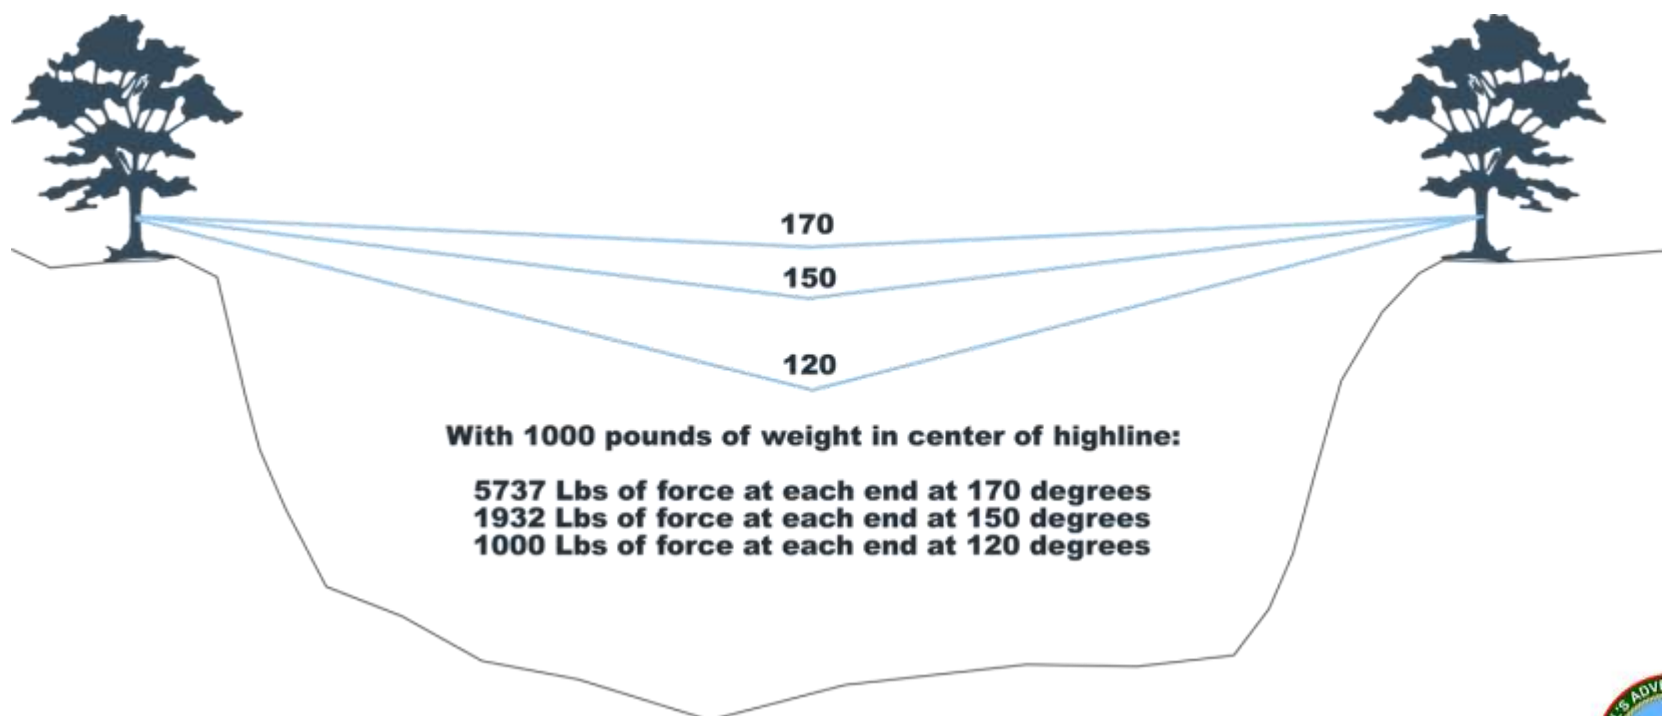 170
150
120
With 1000 pounds of weight in center of highline:
5737 Lbs of force at each end at 170 degrees
1932 Lbs of force at each end at 150 degrees
1000 Lbs of force at each end at 120 degrees